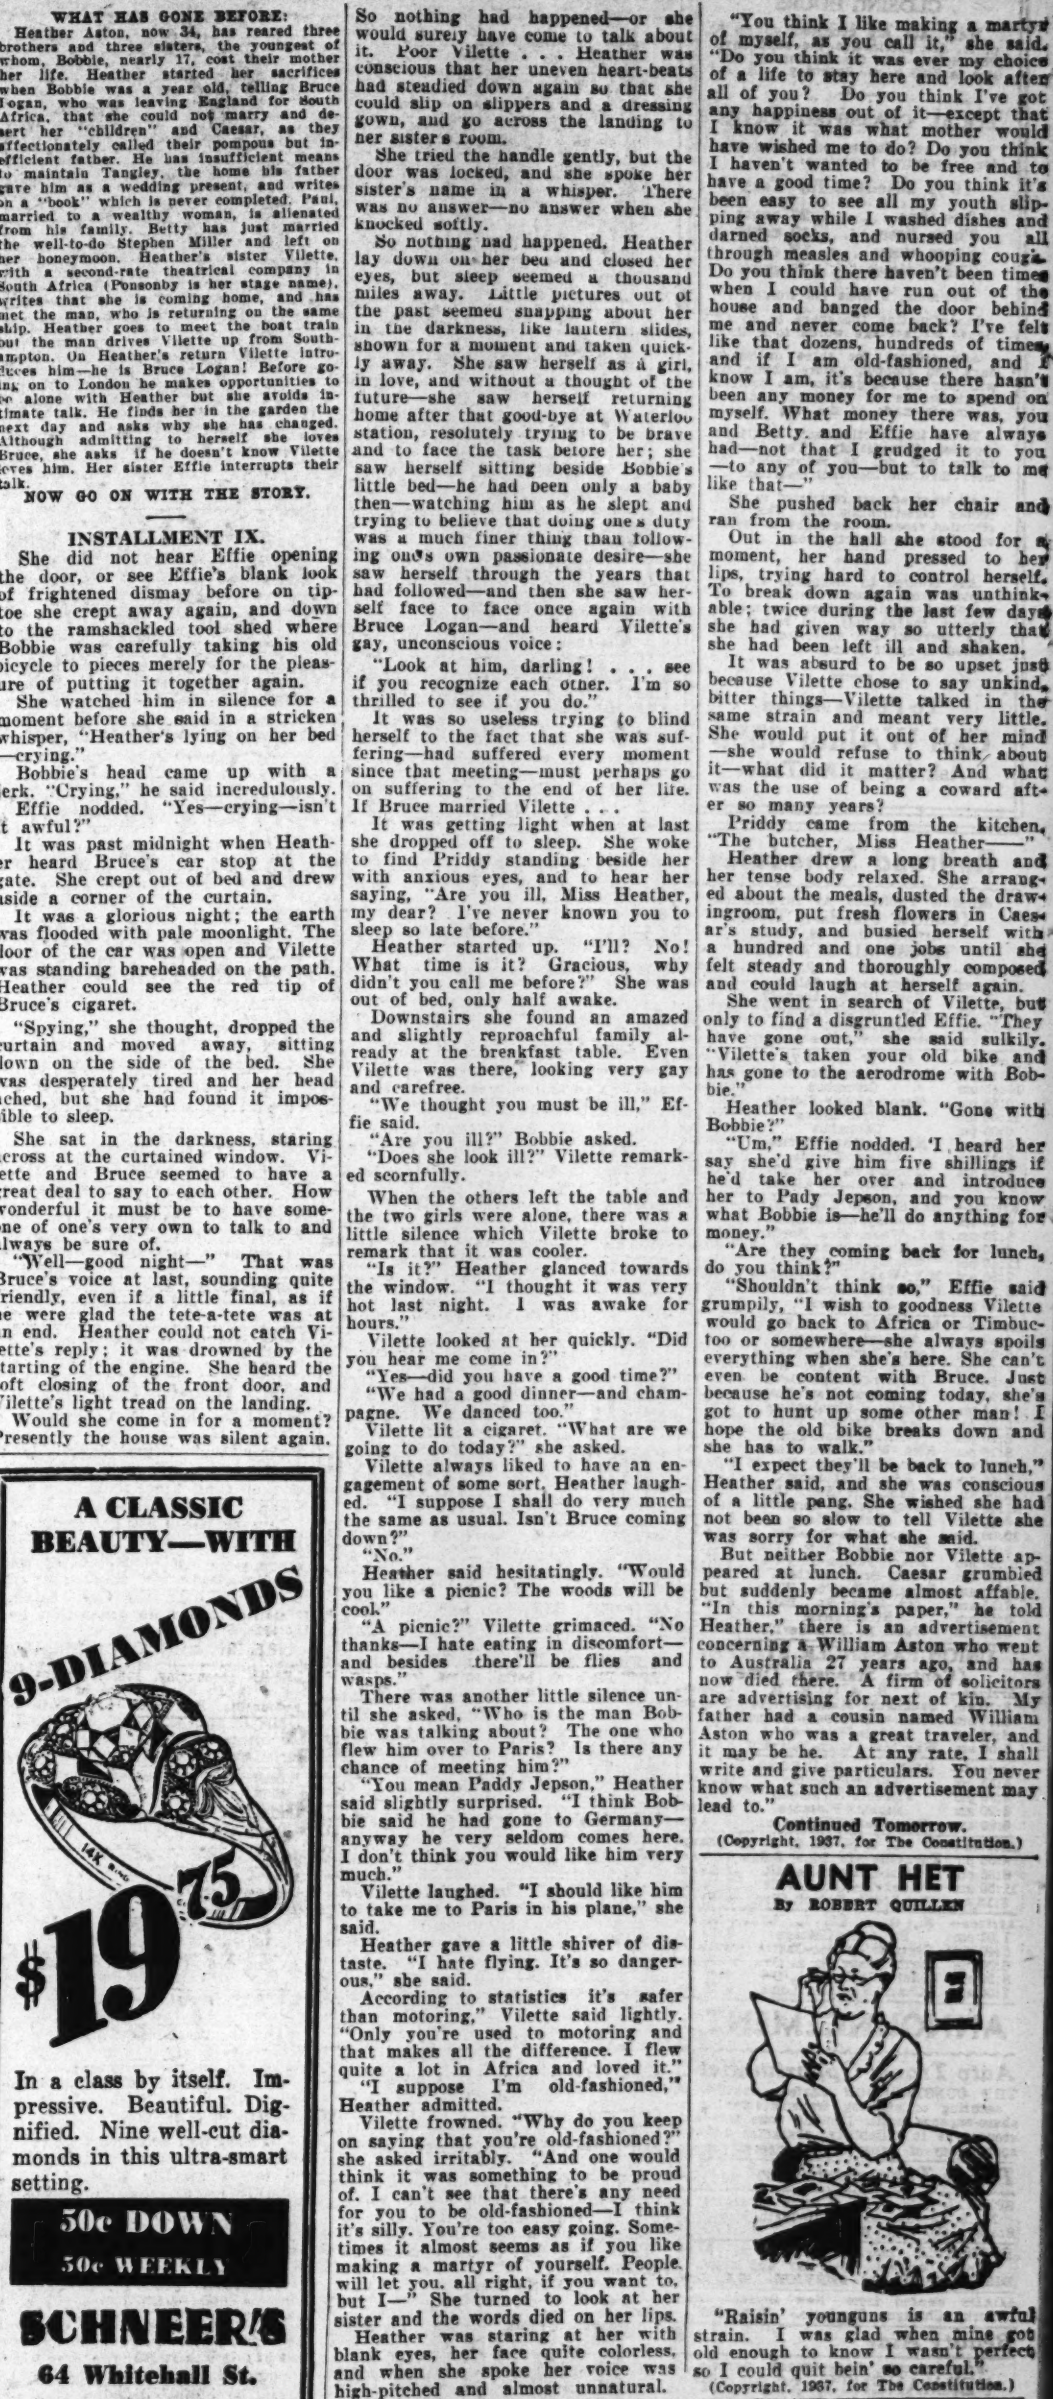 WHAT HAS GONE BEFORE:
Heather Aston, now 34, has reared three
brothers and three sisters, the youngest of
whom, Bobbie, nearly 17, cost their mother
her life. Heather started her sacrifices
when Bobbie was a year old, telling Bruce
Logan, who was leaving England for South
Africa, that she could not marry and de-
sert her "children" and Caesar, as they
affectionately called their pompous but in-
efficient father. He has insufficient means
to maintain Tangley, the home his father
gave him as a wedding present, and writes
on a "book" which is never completed. Paul,
married to a wealthy woman, is alienated
from his family. Betty has just married
the well-to-do Stephen Miller and left on
her honeymoon. Heather's sister Vilette,
with a second-rate theatrical company in
South Africa (Ponsonby is her stage name),
writes that she is coming home, and has
met the man, who is returning on the same
ship. Heather goes to meet the boat train
but the man drives Vilette up from South-
ampton. On Heather's return Vilette intro-
duces him—he is Bruce Logan! Before go-
ing on to London he makes opportunities to
be alone with Heather but she avoids in-
timate talk. He finds her in the garden the
next day and asks why she has changed.
Although admitting to herself she loves
Bruce, she asks if he doesn't know Vilette
loves him. Her sister Effie interrupts their
talk.
NOW GO ON WITH THE STORY.
INSTALLMENT IX.
She did not hear Effie opening
the door, or see Effie's blank look
of frightened dismay before on tip-
toe she crept away again, and down
to the ramshackled tool shed where
Bobbie was carefully taking his old
bicycle to pieces merely for the pleas-
ure of putting it together again.
She watched him in silence for a
moment before she said in a stricken
whisper, "Heather's lying on her bed
—crying."
Bobbie's head came up with a
jerk. "Crying," he said incredulously.
Effie nodded. "Yes—crying—isn't
it awful?"
It was past midnight when Heath-
er heard Bruce's car stop at the
gate. She crept out of bed and drew
aside a corner of the curtain.
It was a glorious night; the earth
was flooded with pale moonlight. The
door of the car was open and Vilette
was standing bareheaded on the path.
Heather could see the red tip of
Bruce's cigaret.
"Spying," she thought, dropped the
curtain and moved away, sitting
down on the side of the bed. She
was desperately tired and her head
ached, but she had found it impos-
sible to sleep.
She sat in the darkness, staring
across at the curtained window. Vi-
lette and Bruce seemed to have a
great deal to say to each other. How
wonderful it must be to have some-
one of one's very own to talk to and
always be sure of.
"Well—good night—" That was
Bruce's voice at last, sounding quite
friendly, even if a little final, as if
he were glad the tete-a-tete was at
an end. Heather could not catch Vi-
lette's reply; it was drowned by the
starting of the engine. She heard the
soft closing of the front door, and
Vilette's light tread on the landing.
Would she come in for a moment?
Presently the house was silent again.
A CLASSIC
BEAUTY—WITH
9-DIAMONDS
14K
$19.75
In a class by itself. Im-
pressive. Beautiful. Dig-
nified. Nine well-cut dia-
monds in this ultra-smart
setting.
50c DOWN
50c WEEKLY
SCHNEER'S
64 Whitehall St.
So nothing had happened—or she
would surely have come to talk about
it. Poor Vilette . . . Heather was
conscious that her uneven heart-beats
had steadied down again so that she
could slip on slippers and a dressing
gown, and go across the landing to
her sister's room.
She tried the handle gently, but the
door was locked, and she spoke her
sister's name in a whisper. There
was no answer—no answer when she
knocked softly.
So nothing had happened. Heather
lay down on her bed and closed her
eyes, but sleep seemed a thousand
miles away. Little pictures out of
the past seemed snapping about her
in the darkness, like lantern slides,
shown for a moment and taken quick-
ly away. She saw herself as a girl,
in love, and without a thought of the
future—she saw herself returning
home after that good-bye at Waterloo
station, resolutely trying to be brave
and to face the task before her; she
saw herself sitting beside Bobbie's
little bed—he had been only a baby
then—watching him as he slept and
trying to believe that doing one's duty
was a much finer thing than follow-
ing one's own passionate desire—she
saw herself through the years that
had followed—and then she saw her-
self face to face once again with
Bruce Logan—and heard Vilette's
gay, unconscious voice:
"Look at him, darling! . . . see
if you recognize each other. I'm so
thrilled to see if you do."
It was so useless trying to blind
herself to the fact that she was suf-
fering—had suffered every moment
since that meeting—must perhaps go
on suffering to the end of her life.
If Bruce married Vilette . . .
It was getting light when at last
she dropped off to sleep. She woke
to find Priddy standing beside her
with anxious eyes, and to hear her
saying, "Are you ill, Miss Heather,
my dear? I've never known you to
sleep so late before."
Heather started up. "I'll? No!
What time is it? Gracious, why
didn't you call me before?" She was
out of bed, only half awake.
Downstairs she found an amazed
and slightly reproachful family al-
ready at the breakfast table. Even
Vilette was there, looking very gay
and carefree.
"We thought you must be ill," Ef-
fie said.
"Are you ill?" Bobbie asked.
"Does she look ill?" Vilette remark-
ed scornfully.
When the others left the table and
the two girls were alone, there was a
little silence which Vilette broke to
remark that it was cooler.
"Is it?" Heather glanced towards
the window. "I thought it was very
hot last night. I was awake for
hours."
Vilette looked at her quickly. "Did
you hear me come in?"
"Yes—did you have a good time?"
"We had a good dinner—and cham-
pagne. We danced too."
Vilette lit a cigaret. "What are we
going to do today?" she asked.
Vilette always liked to have an en-
gagement of some sort. Heather laugh-
ed. "I suppose I shall do very much
the same as usual. Isn't Bruce coming
down?"
"No."
Heather said hesitatingly. "Would
you like a picnic? The woods will be
cool."
"A picnic?" Vilette grimaced. "No
thanks—I hate eating in discomfort—
and besides there'll be flies and
wasps."
There was another little silence un-
til she asked, "Who is the man Bob-
bie was talking about? The one who
flew him over to Paris? Is there any
chance of meeting him?"
"You mean Paddy Jepson," Heather
said slightly surprised. "I think Bob-
bie said he had gone to Germany—
anyway he very seldom comes here.
I don't think you would like him very
much."
Vilette laughed. "I should like him
to take me to Paris in his plane," she
said.
Heather gave a little shiver of dis-
taste. "I hate flying. It's so danger-
ous," she said.
According to statistics it's safer
than motoring," Vilette said lightly.
"Only you're used to motoring and
that makes all the difference. I flew
quite a lot in Africa and loved it."
"I suppose I'm old-fashioned,"
Heather admitted.
Vilette frowned. "Why do you keep
on saying that you're old-fashioned?"
she asked irritably. "And one would
think it was something to be proud
of. I can't see that there's any need
for you to be old-fashioned—I think
it's silly. You're too easy going. Some-
times it almost seems as if you like
making a martyr of yourself. People
will let you, all right, if you want to,
but I—" She turned to look at her
sister and the words died on her lips.
Heather was staring at her with
blank eyes, her face quite colorless,
and when she spoke her voice was
high-pitched and almost unnatural.
"You think I like making a martyr
of myself, as you call it," she said.
"Do you think it was ever my choice
of a life to stay here and look after
all of you? Do you think I've got
any happiness out of it—except that
I know it was what mother would
have wished me to do? Do you think
I haven't wanted to be free and to
have a good time? Do you think it's
been easy to see all my youth slip-
ping away while I washed dishes and
darned socks, and nursed you all
through measles and whooping cough.
Do you think there haven't been times
when I could have run out of the
house and banged the door behind
me and never come back? I've felt
like that dozens, hundreds of times,
and if I am old-fashioned, and I
know I am, it's because there hasn't
been any money for me to spend on
myself. What money there was, you
and Betty. and Effie have always
had—not that I grudged it to you
—to any of you—but to talk to me
like that—"
She pushed back her chair and
ran from the room.
Out in the hall she stood for a
moment, her hand pressed to her
lips, trying hard to control herself.
To break down again was unthink-
able; twice during the last few days
she had given way so utterly that
she had been left ill and shaken.
It was absurd to be so upset just
because Vilette chose to say unkind,
bitter things—Vilette talked in the
same strain and meant very little.
She would put it out of her mind
—she would refuse to think about
it—what did it matter? And what
was the use of being a coward aft-
er so many years?
Priddy came from the kitchen.
"The butcher, Miss Heather——"
Heather drew a long breath and
her tense body relaxed. She arrang-
ed about the meals, dusted the draw-
ingroom, put fresh flowers in Caes-
ar's study, and busied herself with
a hundred and one jobs until she
felt steady and thoroughly composed
and could laugh at herself again.
She went in search of Vilette, but
only to find a disgruntled Effie. "They
have gone out," she said sulkily.
"Vilette's taken your old bike and
has gone to the aerodrome with Bob-
bie."
Heather looked blank. "Gone with
Bobbie?"
"Um," Effie nodded. 'I heard her
say she'd give him five shillings if
he'd take her over and introduce
her to Pady Jepson, and you know
what Bobbie is—he'll do anything for
money."
"Are they coming back for lunch,
do you think?"
"Shouldn't think so," Effie said
grumpily, "I wish to goodness Vilette
would go back to Africa or Timbuc-
too or somewhere—she always spoils
everything when she's here. She can't
even be content with Bruce. Just
because he's not coming today, she's
got to hunt up some other man! I
hope the old bike breaks down and
she has to walk."
"I expect they'll be back to lunch,"
Heather said, and she was conscious
of a little pang. She wished she had
not been so slow to tell Vilette she
was sorry for what she said.
But neither Bobbie nor Vilette ap-
peared at lunch. Caesar grumbled
but suddenly became almost affable.
"In this morning's paper," he told
Heather," there is an advertisement
concerning a William Aston who went
to Australia 27 years ago, and has
now died there. A firm of solicitors
are advertising for next of kin. My
father had a cousin named William
Aston who was a great traveler, and
it may be he. At any rate, I shall
write and give particulars. You never
know what such an advertisement may
lead to."
Continued Tomorrow.
(Copyright, 1937, for The Constitution.)
AUNT HET
By ROBERT QUILLEN
"Raisin' younguns is an awful
strain. I was glad when mine got
old enough to know I wasn't perfect
so I could quit bein' so careful."
(Copyright, 1937, for The Constitution.)